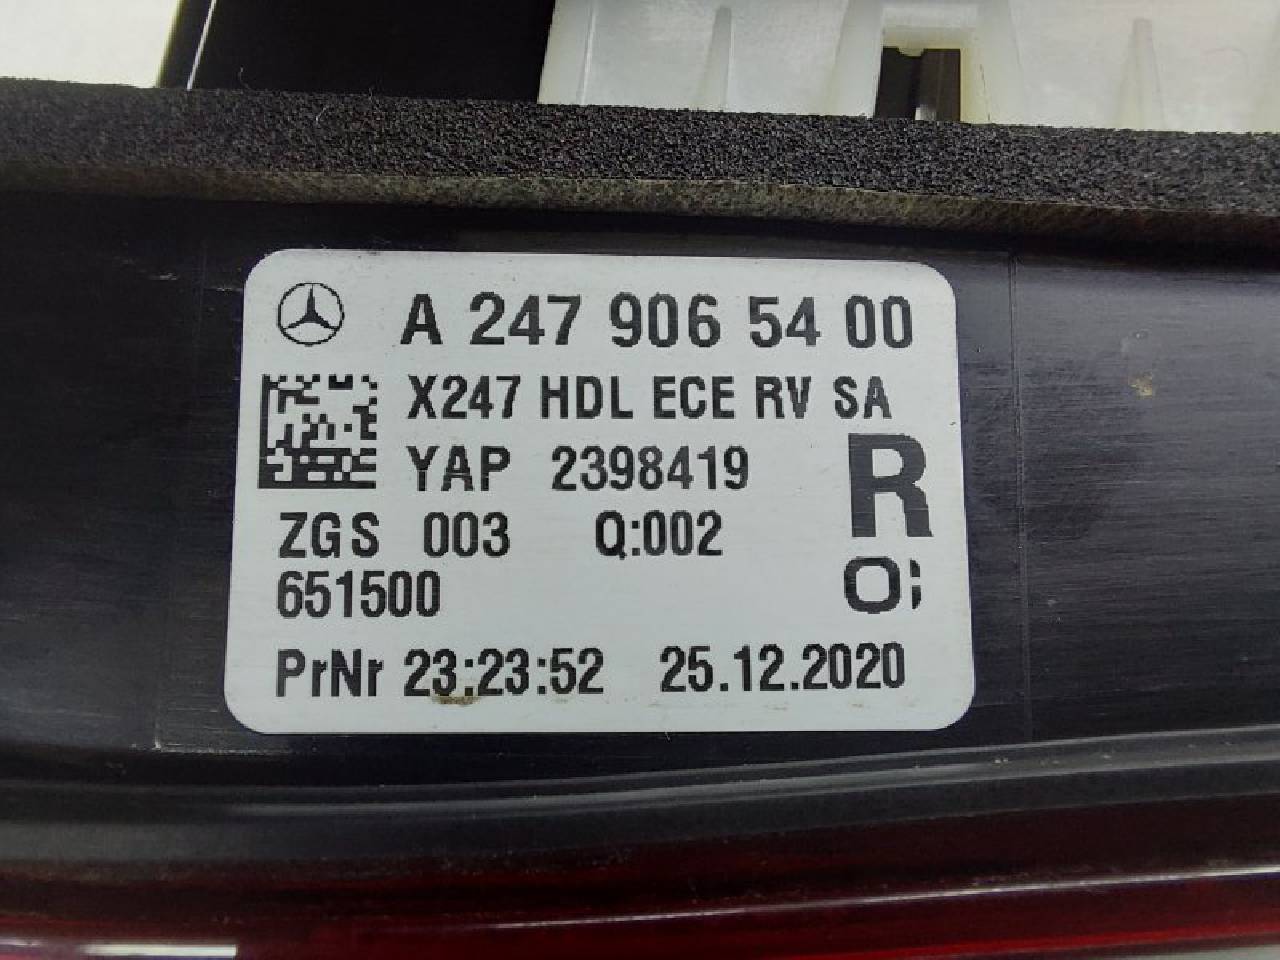 A 247 906 54 00
X247 HDL ECE RV SA
YAP 2398419
R
ZGS 003 Q:002
651500
PrNr 23:23:52 25.12.2020